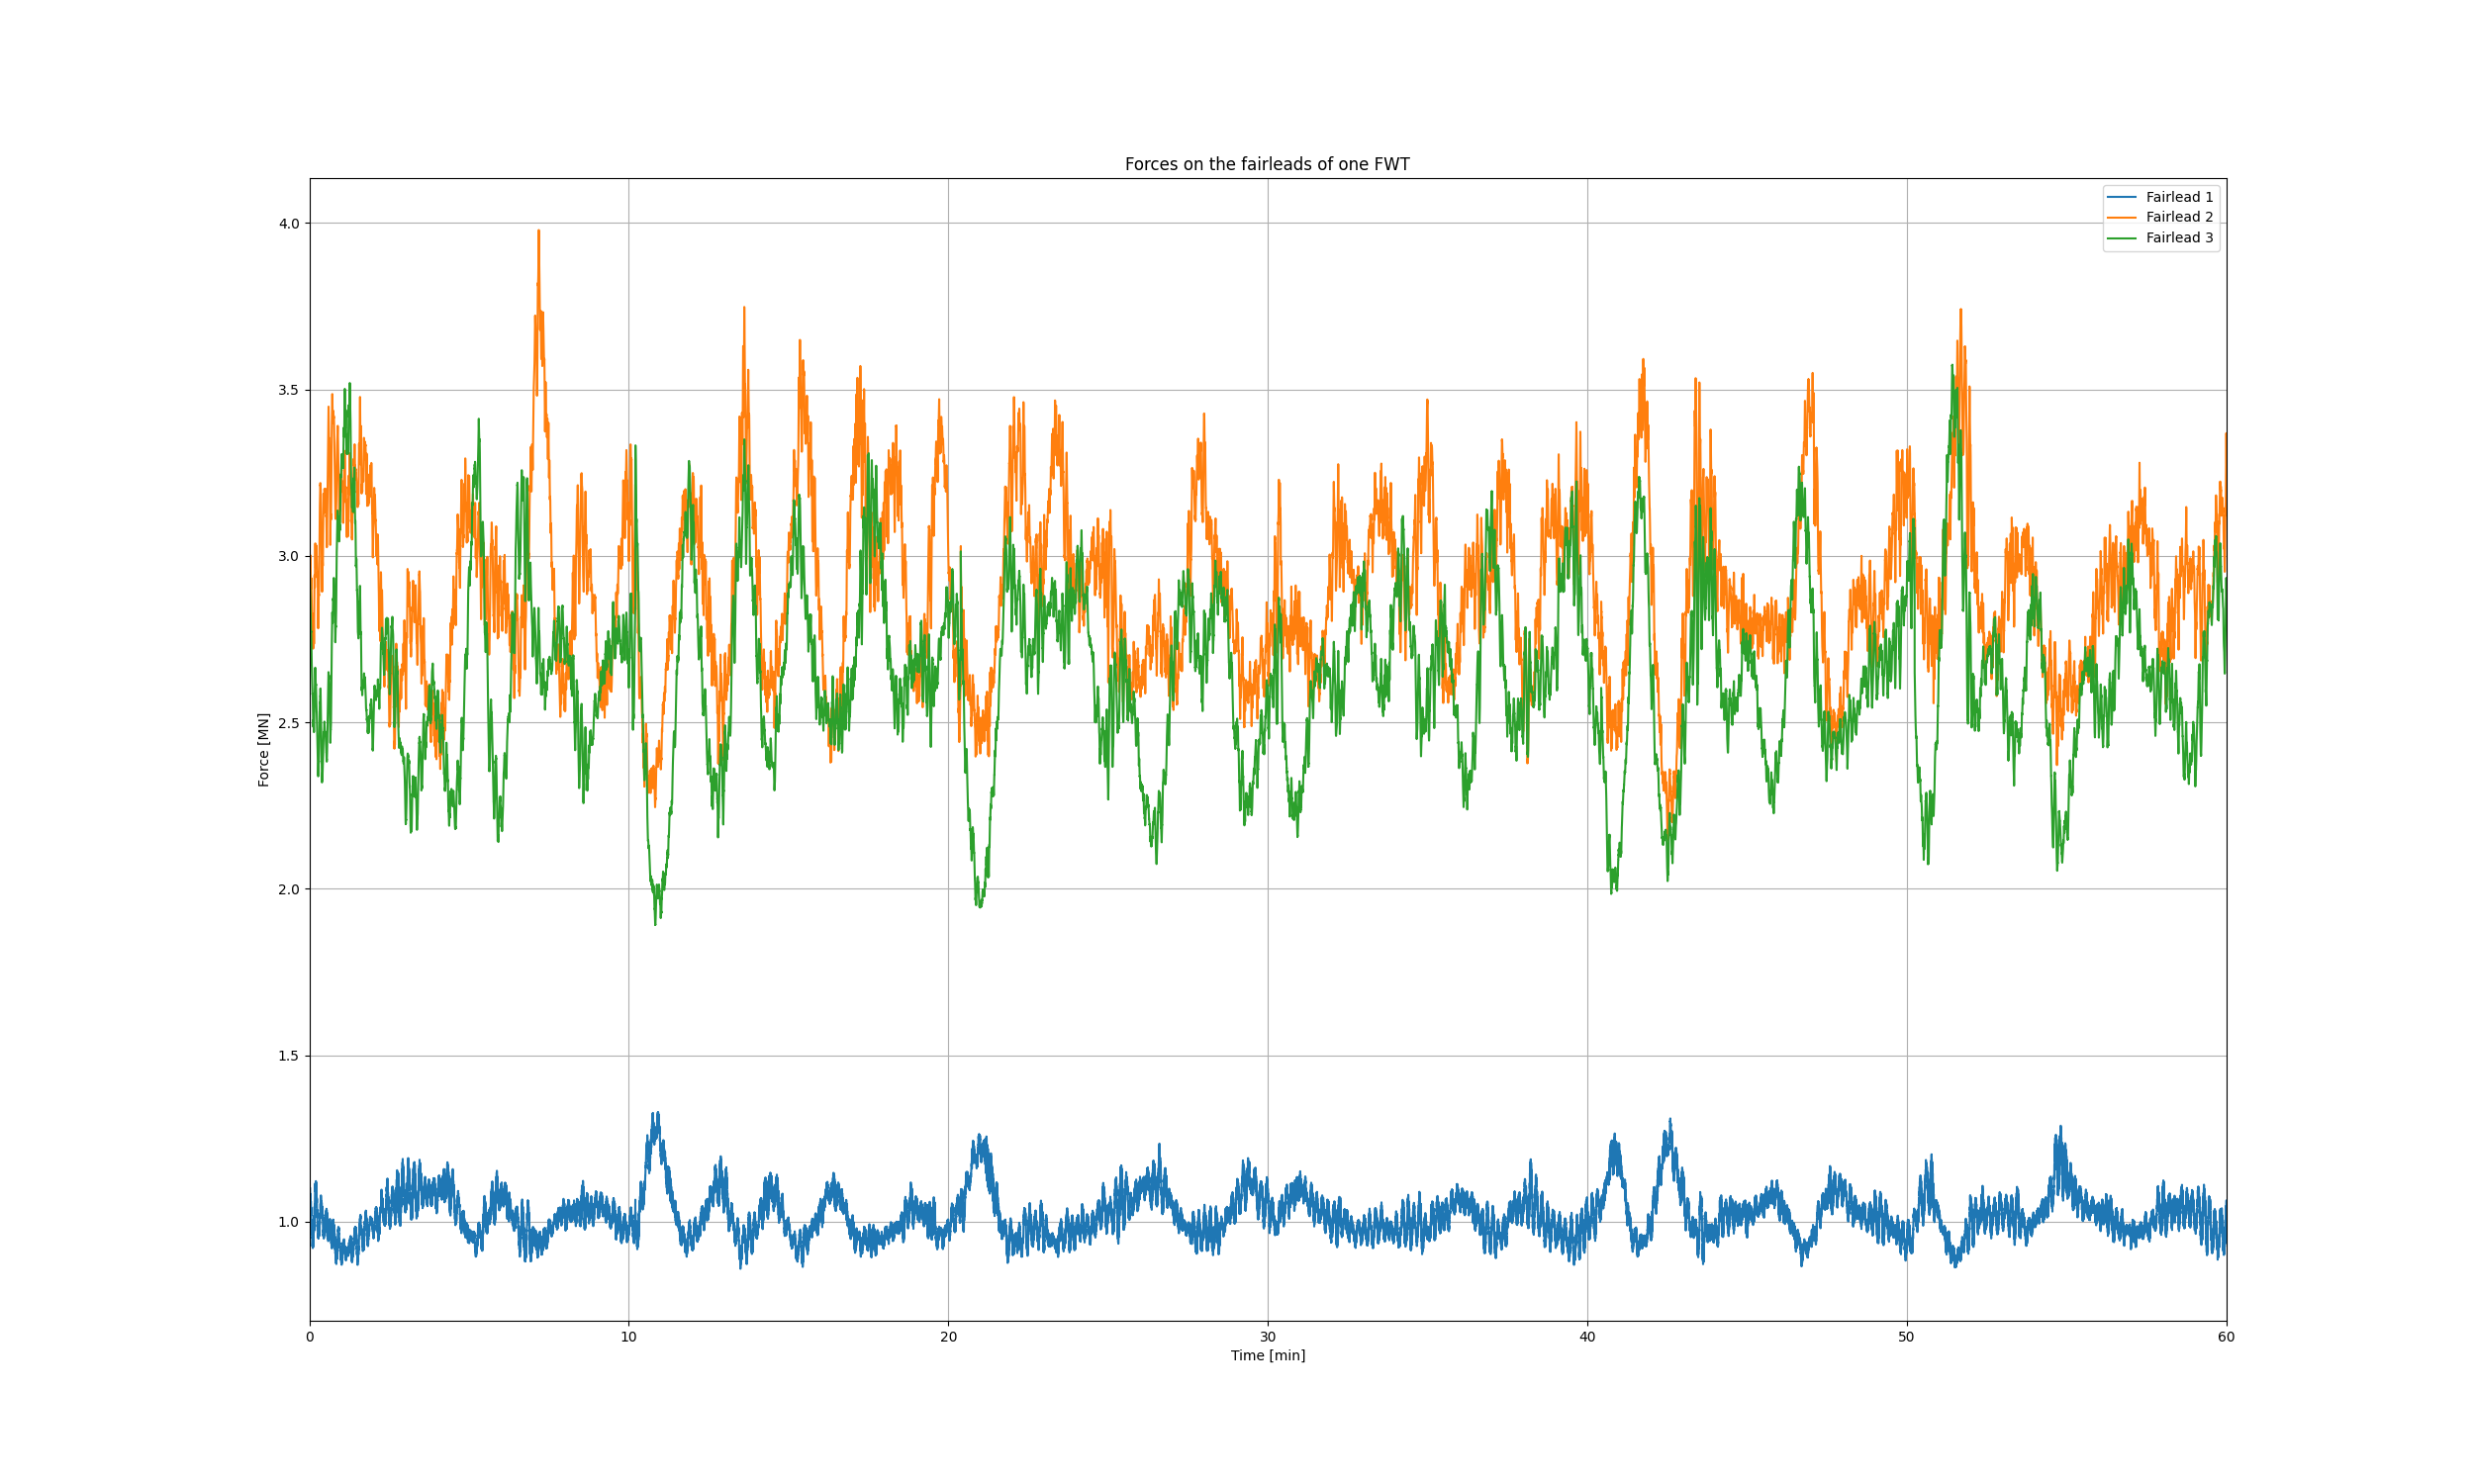 Forces on the fairleads of one FWT
Fairlead 1
Fairlead 2
Fairlead 3
Force [MN]
4.0
3.5
3.0
2.5
2.0
1.5
1.0
0 10 20 30 40 50 60
Time [min]